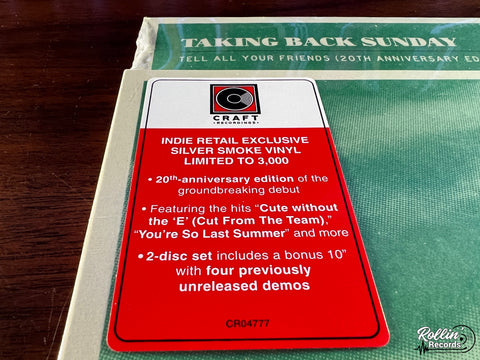 TAKING BACK SUNDAY
TELL ALL YOUR FRIENDS (20TH ANNIVERSARY ED
CRAFT
RECORDINGS
INDIE RETAIL EXCLUSIVE
SILVER SMOKE VINYL
LIMITED TO 3,000
• 20th-anniversary edition of the
groundbreaking debut
• Featuring the hits “Cute without
the ‘E’ (Cut From The Team),”
“You’re So Last Summer” and more
• 2-disc set includes a bonus 10”
with four previously
unreleased demos
CR04777
Rollin'
Records